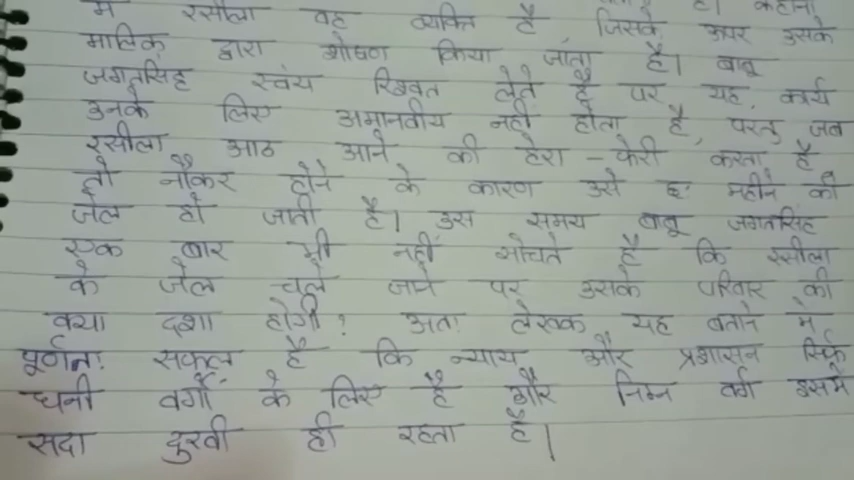 है। कहानी
में रसीला वह व्यक्ति है, जिसके ऊपर उसके
मालिक द्वारा शोषण किया जाता है। बाबू
जगतसिंह स्वंय रिश्वत लेते है पर यह कार्य
उनके लिए अमानवीय नहीं होता है, परंतु जब
रसीला आठ आने की हेरा - फेरी करता है
तो नौकर होने के कारण उसे छः महीने की
जेल हो जाती है। उस समय बाबू जगतसिंह
एक बार भी नहीं सोचते है कि रसीला
के जेल चले जाने पर उसके परिवार की
क्या दशा होगी? अतः लेखक यह बताने में
पूर्णतः सफल है कि न्याय और प्रशासन सिर्फ
धनी वर्गों के लिए है और निम्न वर्ग इसमें
सदा दुखी ही रहता है।